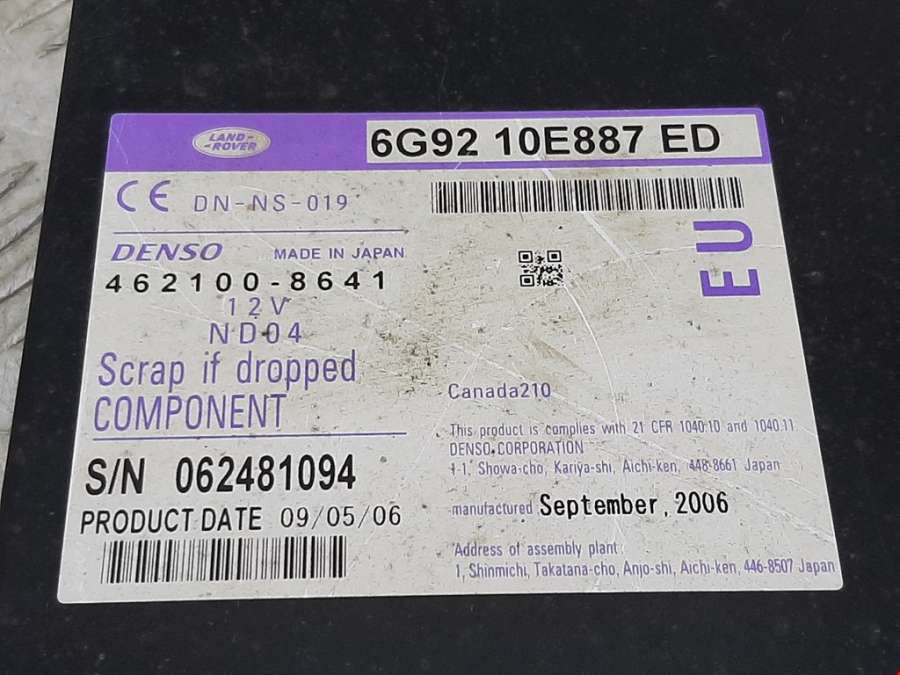 LAND-
-ROVER
6G92 10E887 ED
CE DN-NS-019
EU
DENSO MADE IN JAPAN
462100-8641
12V
ND04
Scrap if dropped
COMPONENT
Canada210
This product is complies with 21 CFR 1040.10 and 1040.11
DENSO CORPORATION
1-1, Showa-cho, Kariya-shi, Aichi-ken, 448-8661 Japan
S/N 062481094
manufactured September, 2006
PRODUCT DATE 09/05/06
Address of assembly plant:
1, Shinmichi, Takatana-cho, Anjo-shi, Aichi-ken, 446-8507 Japan